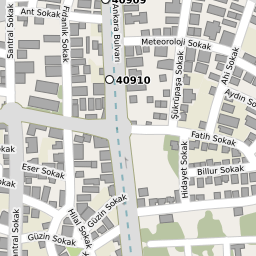 40909
Ant Sokak
Santral Sokak
Piramik Sokak
Ankara Bulvarı
Meteoroloji Sokak
40910
Şükrüpaşa Sokak
Ahi Sokak
Aydın Sokak
Fatih Sokak
Billur Sokak
Hidayet Sokak
Eser Sokak
Hilal Sokak
Güzin Sokak
Güzin Sokak
Santral Sokak